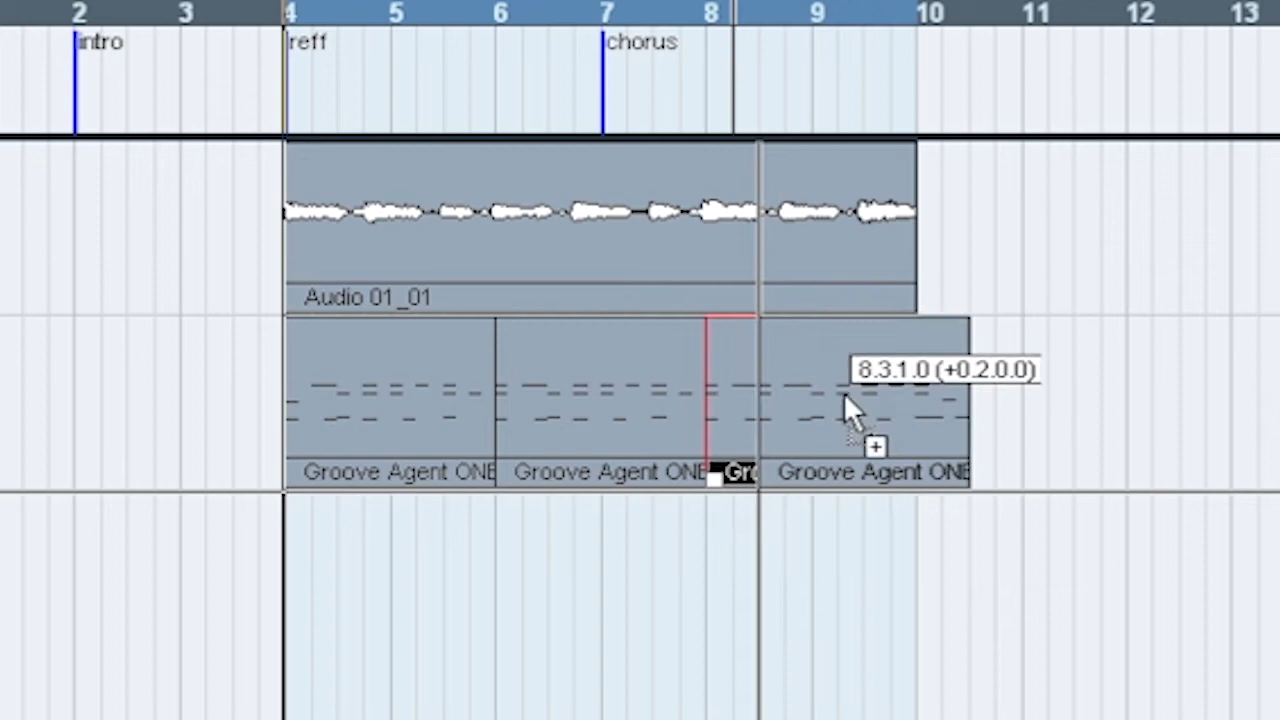 2 3 4 5 6 7 8 9 10 11 12 13
intro reff chorus
Audio 01_01
8.3.1.0 (+0.2.0.0)
Groove Agent ONE Groove Agent ONE Gro Groove Agent ONE